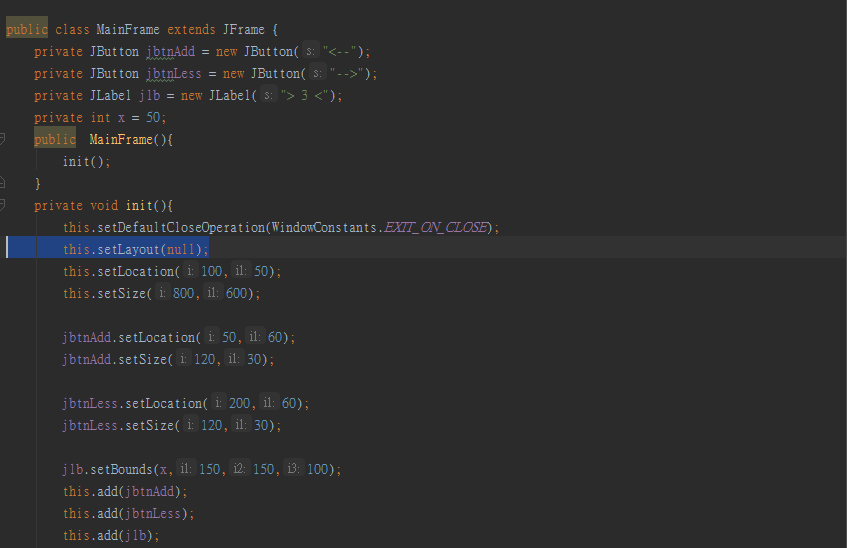 public class MainFrame extends JFrame {
private JButton jbtnAdd = new JButton( s: "<--");
private JButton jbtnLess = new JButton( s: "-->");
private JLabel jlb = new JLabel( s: "> 3 <");
private int x = 50;
public  MainFrame(){
init();
}
private void init(){
this.setDefaultCloseOperation(WindowConstants.EXIT_ON_CLOSE);
this.setLayout(null);
this.setLocation( i: 100, i1: 50);
this.setSize( i: 800, i1: 600);
jbtnAdd.setLocation( i: 50, i1: 60);
jbtnAdd.setSize( i: 120, i1: 30);
jbtnLess.setLocation( i: 200, i1: 60);
jbtnLess.setSize( i: 120, i1: 30);
jlb.setBounds(x, i1: 150, i2: 150, i3: 100);
this.add(jbtnAdd);
this.add(jbtnLess);
this.add(jlb);